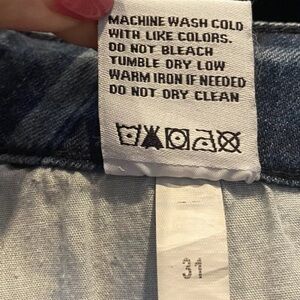 MACHINE WASH COLD
WITH LIKE COLORS.
DO NOT BLEACH
TUMBLE DRY LOW
WARM IRON IF NEEDED
DO NOT DRY CLEAN
31